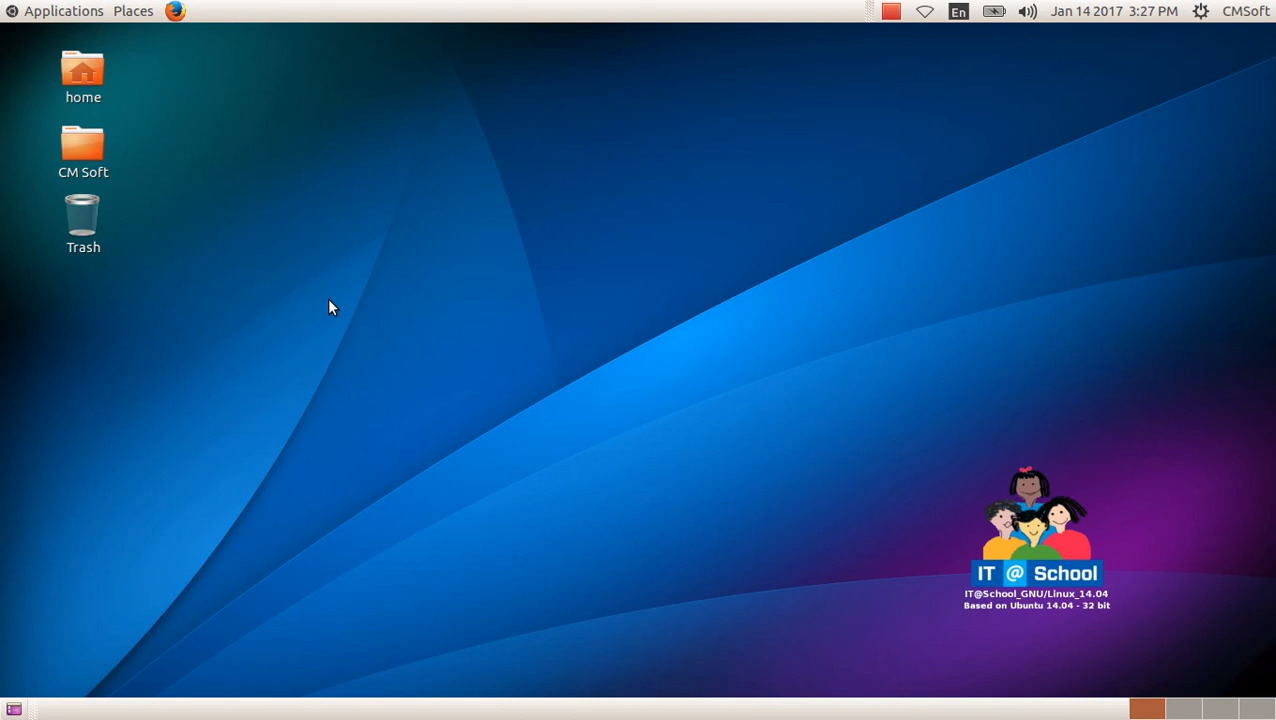 Applications Places En Jan 14 2017 3:27 PM CMSoft
home
CM Soft
Trash
IT @ School
IT@School_GNU/Linux_14.04
Based on Ubuntu 14.04 - 32 bit